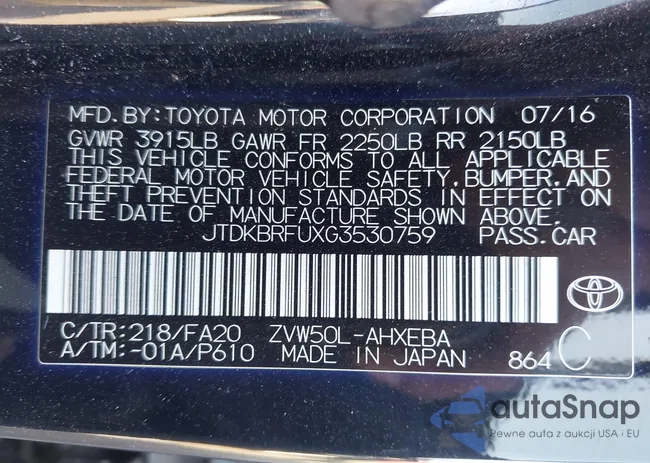 MFD.BY:TOYOTA MOTOR CORPORATION 07/16
GVWR 3915LB GAWR FR 2250LB RR 2150LB
THIS VEHICLE CONFORMS TO ALL APPLICABLE
FEDERAL MOTOR VEHICLE SAFETY,BUMPER,AND
THEFT PREVENTION STANDARDS IN EFFECT ON
THE DATE OF MANUFACTURE SHOWN ABOVE.
JTDKBRFUXG3530759 PASS.CAR
C/TR:218/FA20 ZVW50L-AHXEBA
A/TM:-01A/P610 MADE IN JAPAN 864 C
autaSnap
Pewne auta z aukcji USA i EU